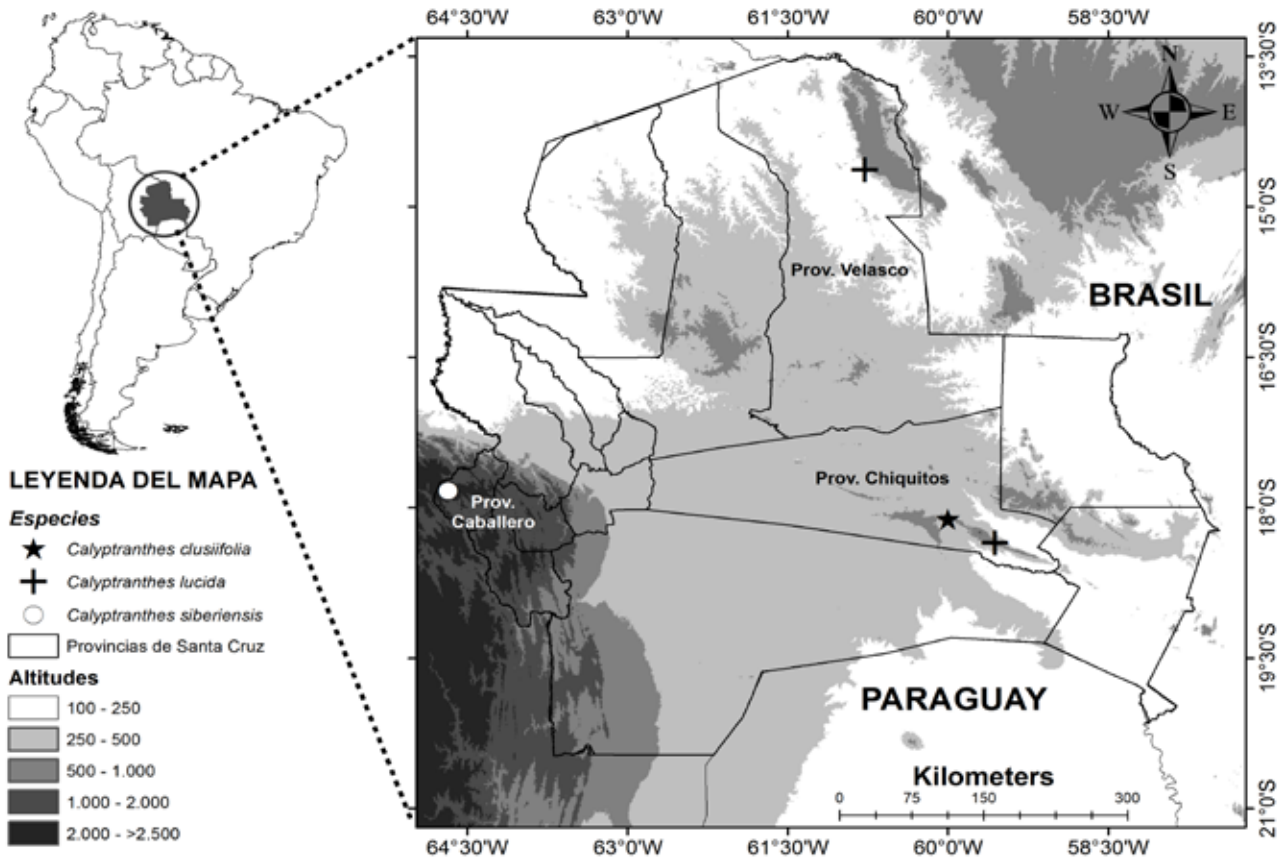 64°30'W 63°0'W 61°30'W 60°0'W 58°30'W
13°30'S
15°0'S
16°30'S
18°0'S
19°30'S
21°0'S
N
W E
S
Prov. Velasco
BRASIL
Prov. Chiquitos
Prov.
Caballero
PARAGUAY
Kilometers
0 75 150 300
64°30'W 63°0'W 61°30'W 60°0'W 58°30'W
LEYENDA DEL MAPA
Especies
Calyptranthes clusiifolia
Calyptranthes lucida
Calyptranthes siberiensis
Provincias de Santa Cruz
Altitudes
100 - 250
250 - 500
500 - 1.000
1.000 - 2.000
2.000 - >2.500